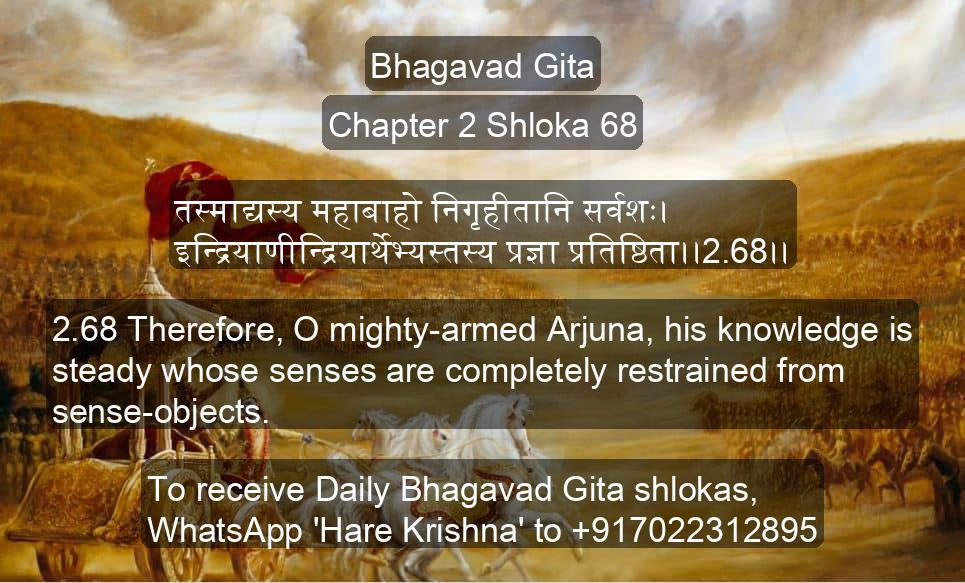 Bhagavad Gita
Chapter 2 Shloka 68
तस्माद्यस्य महाबाहो निगृहीतानि सर्वशः।
इन्द्रियाणीन्द्रियार्थेभ्यस्तस्य प्रज्ञा प्रतिष्ठिता।।2.68।।
2.68 Therefore, O mighty-armed Arjuna, his knowledge is
steady whose senses are completely restrained from
sense-objects.
To receive Daily Bhagavad Gita shlokas,
WhatsApp 'Hare Krishna' to +917022312895